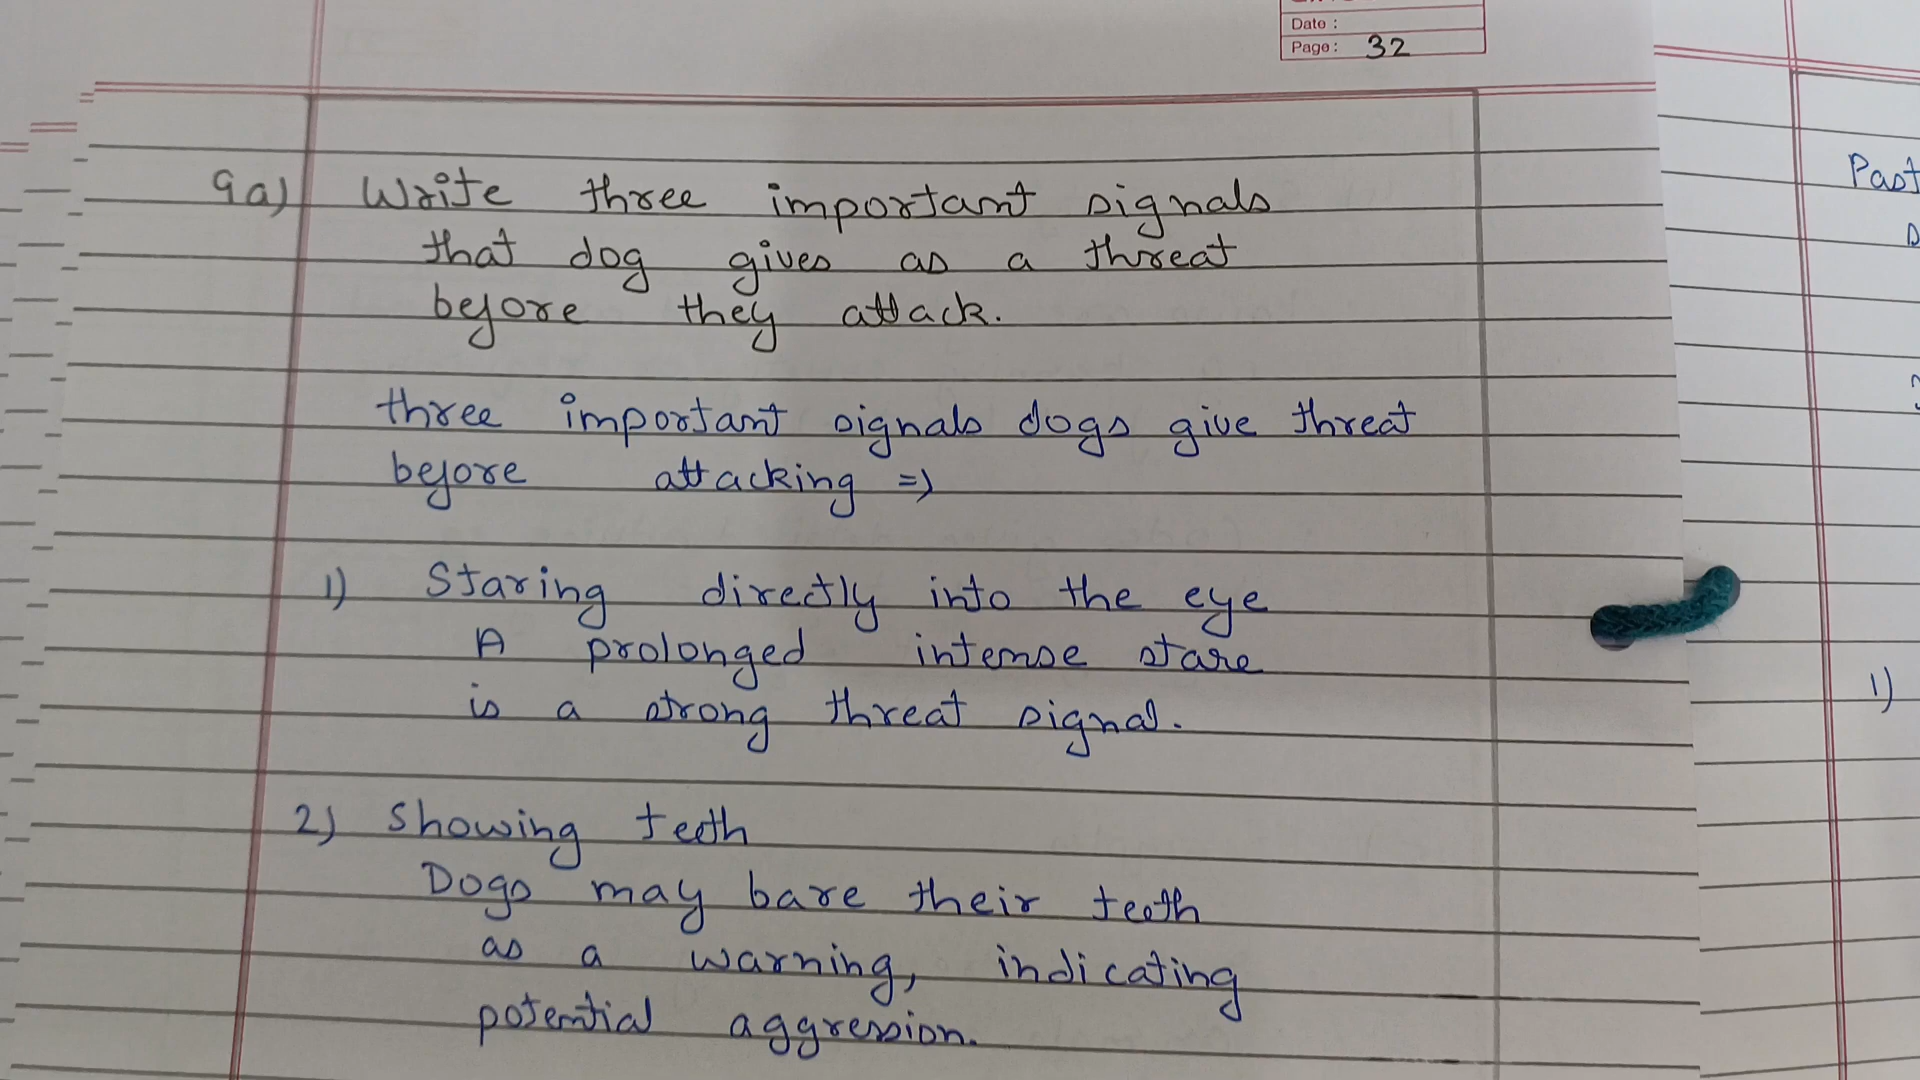 Date :
Page: 32
9a) Write three important signals
that dog gives as a threat
before they attack.
three important signals dogs give threat
before attacking =>
1) Staring directly into the eye
A prolonged intense stare
is a strong threat signal.
2) Showing teeth
Dogs may bare their teeth
as a warning, indicating
potential aggression.
Past
1)